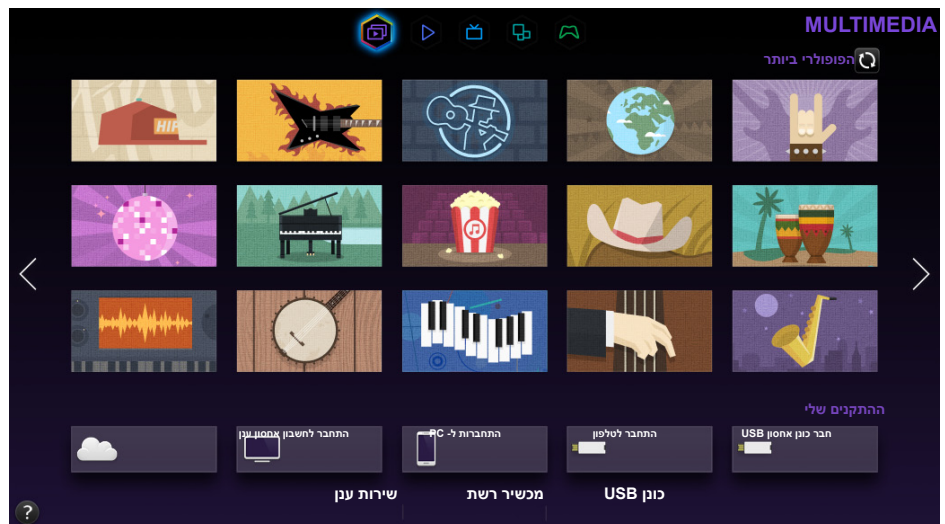 MULTIMEDIA
הפופולרי ביותר
HIP
ההתקנים שלי
חבר כונן אחסון USB
התחבר לטלפון
התחברות ל- PC
התחבר לחשבון אחסון ענן
כונן USB
מכשיר רשת
שירות ענן
?